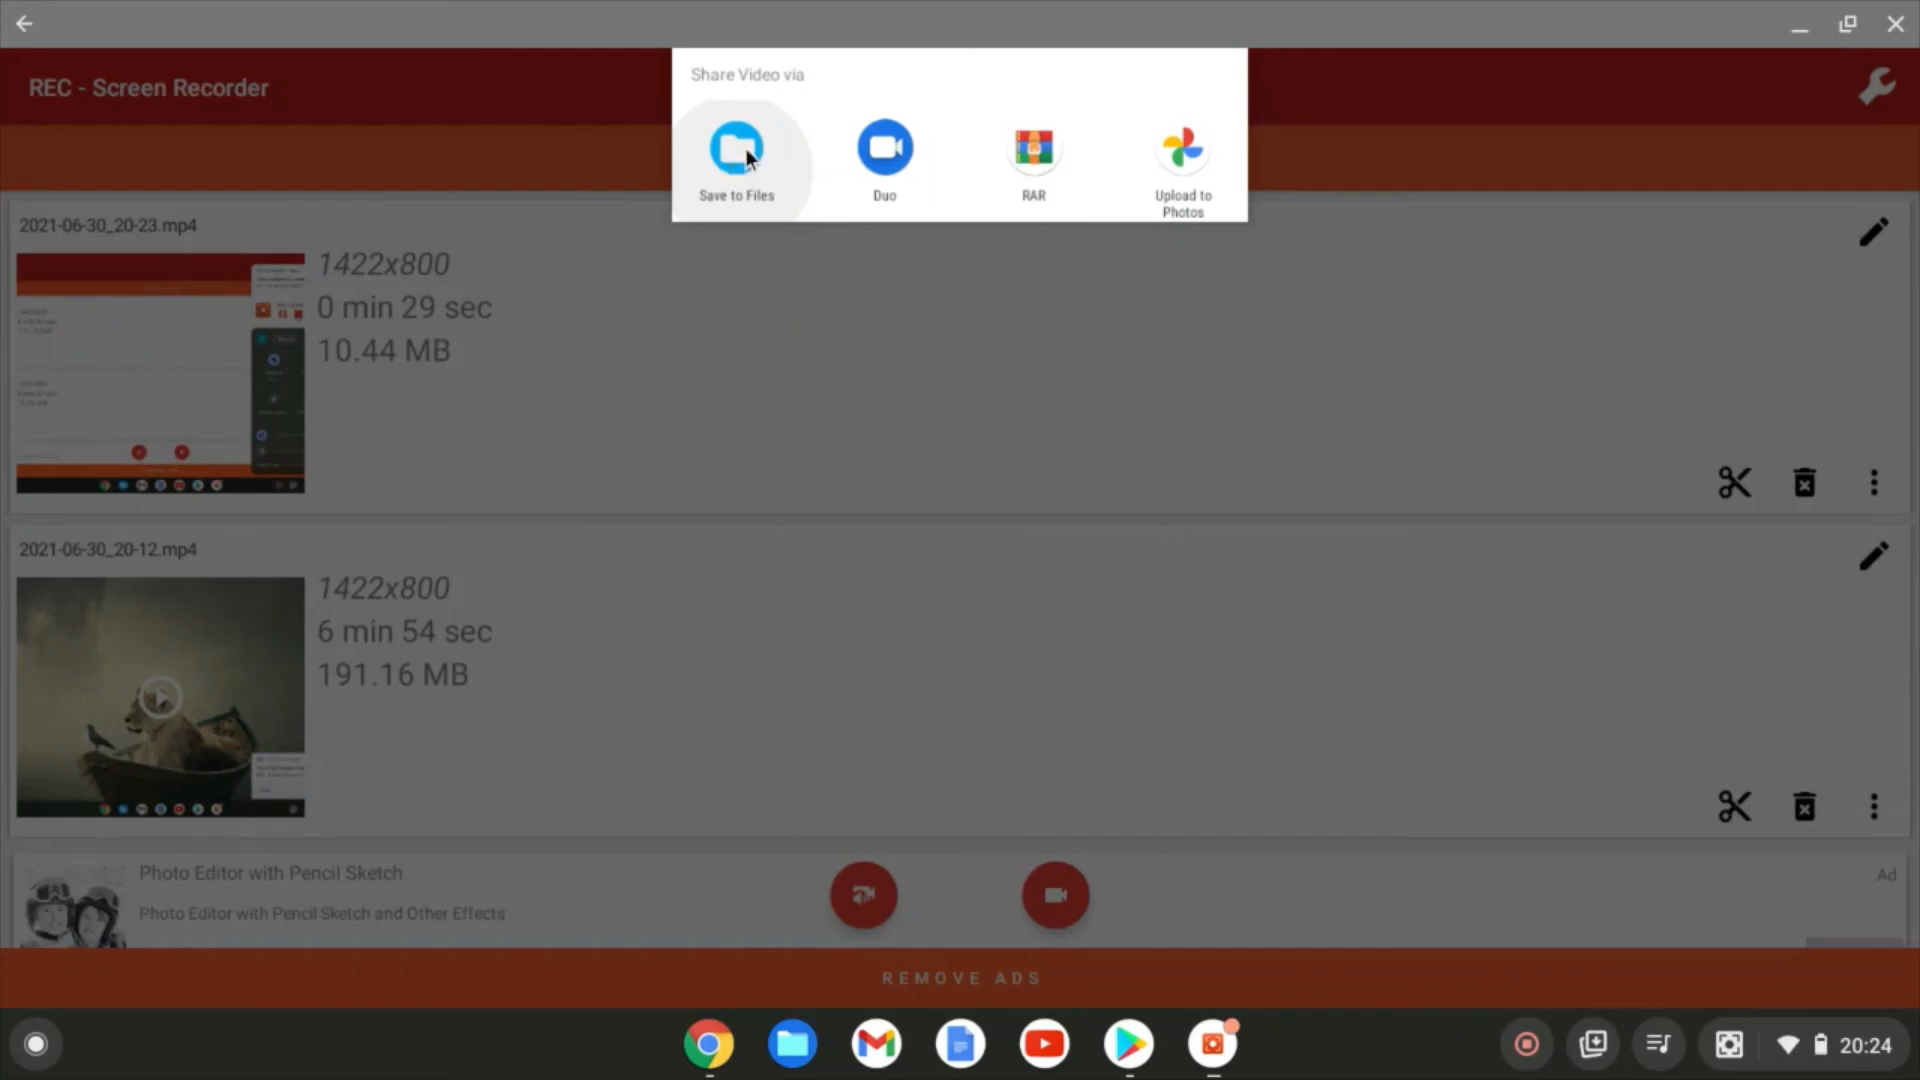 REC - Screen Recorder
Share Video via
Save to Files
Duo
RAR
Upload to
Photos
2021-06-30_20-23.mp4
1422x800
0 min 29 sec
10.44 MB
2021-06-30_20-12.mp4
1422x800
6 min 54 sec
191.16 MB
Photo Editor with Pencil Sketch
Ad
Photo Editor with Pencil Sketch and Other Effects
REMOVE ADS
20:24